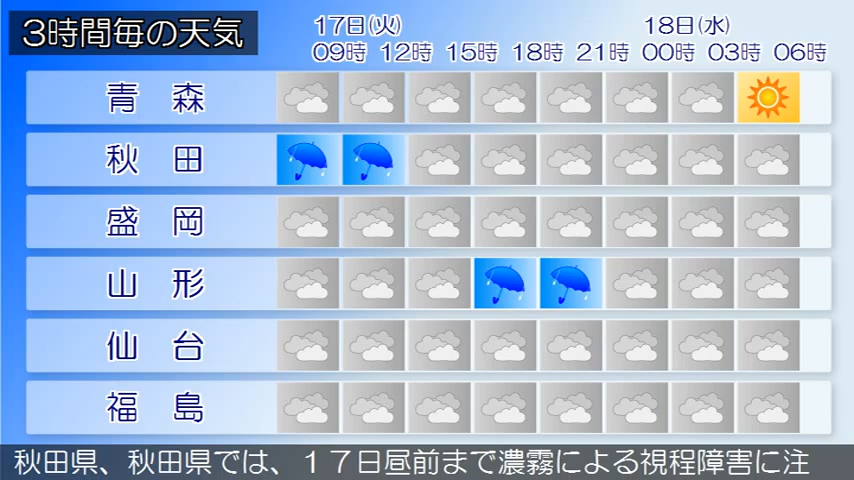 3時間毎の天気
17日(火) 18日(水)
09時 12時 15時 18時 21時 00時 03時 06時
青森
秋田
盛岡
山形
仙台
福島
秋田県、秋田県では、17日昼前まで濃霧による視程障害に注